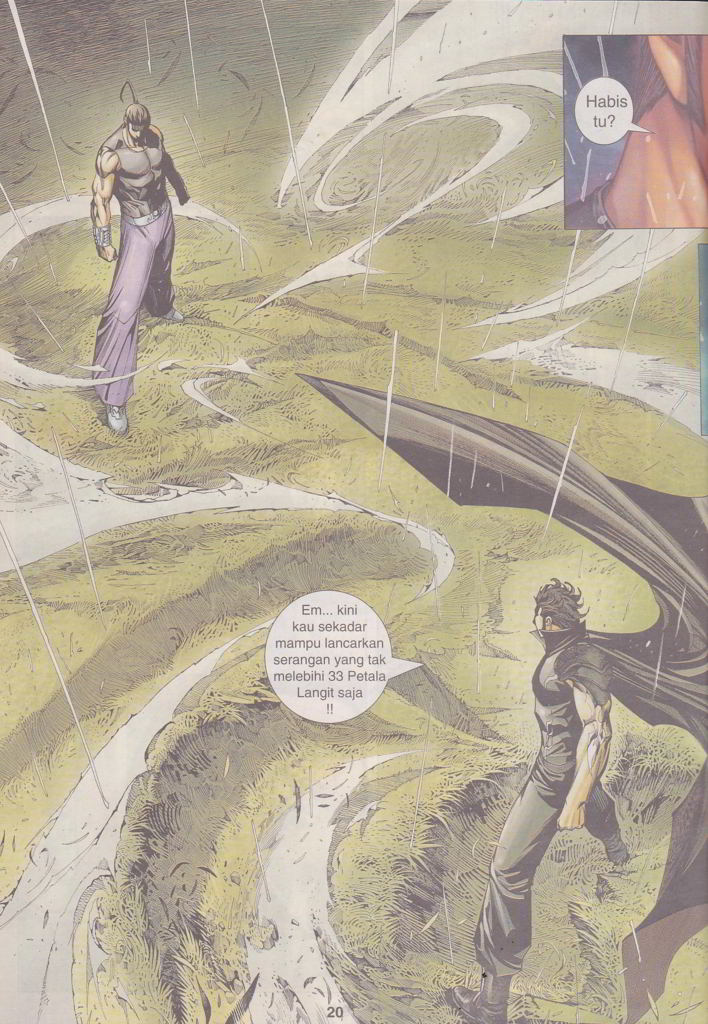 Habis
tu?
Em... kini
kau sekadar
mampu lancarkan
serangan yang tak
melebihi 33 Petala
Langit saja
!!
20